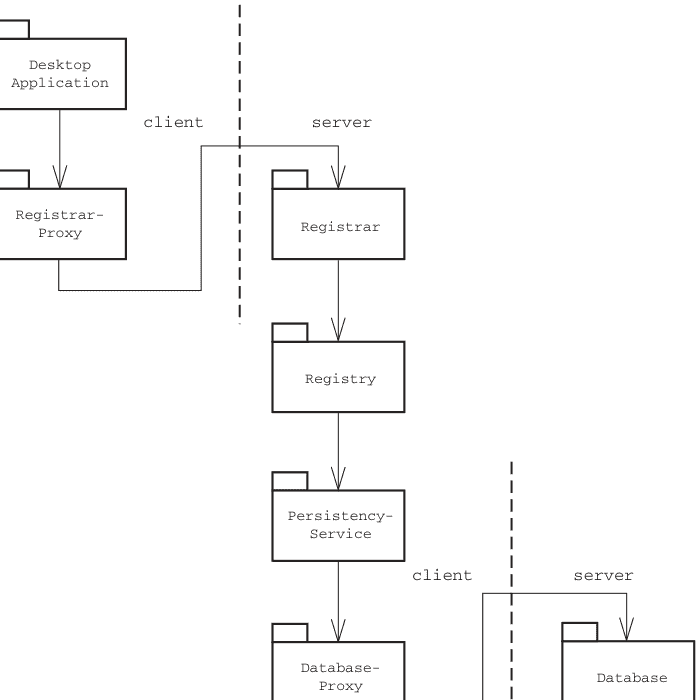 Desktop
Application
client
server
Registrar-
Proxy
Registrar
Registry
Persistency-
Service
client
server
Database-
Proxy
Database